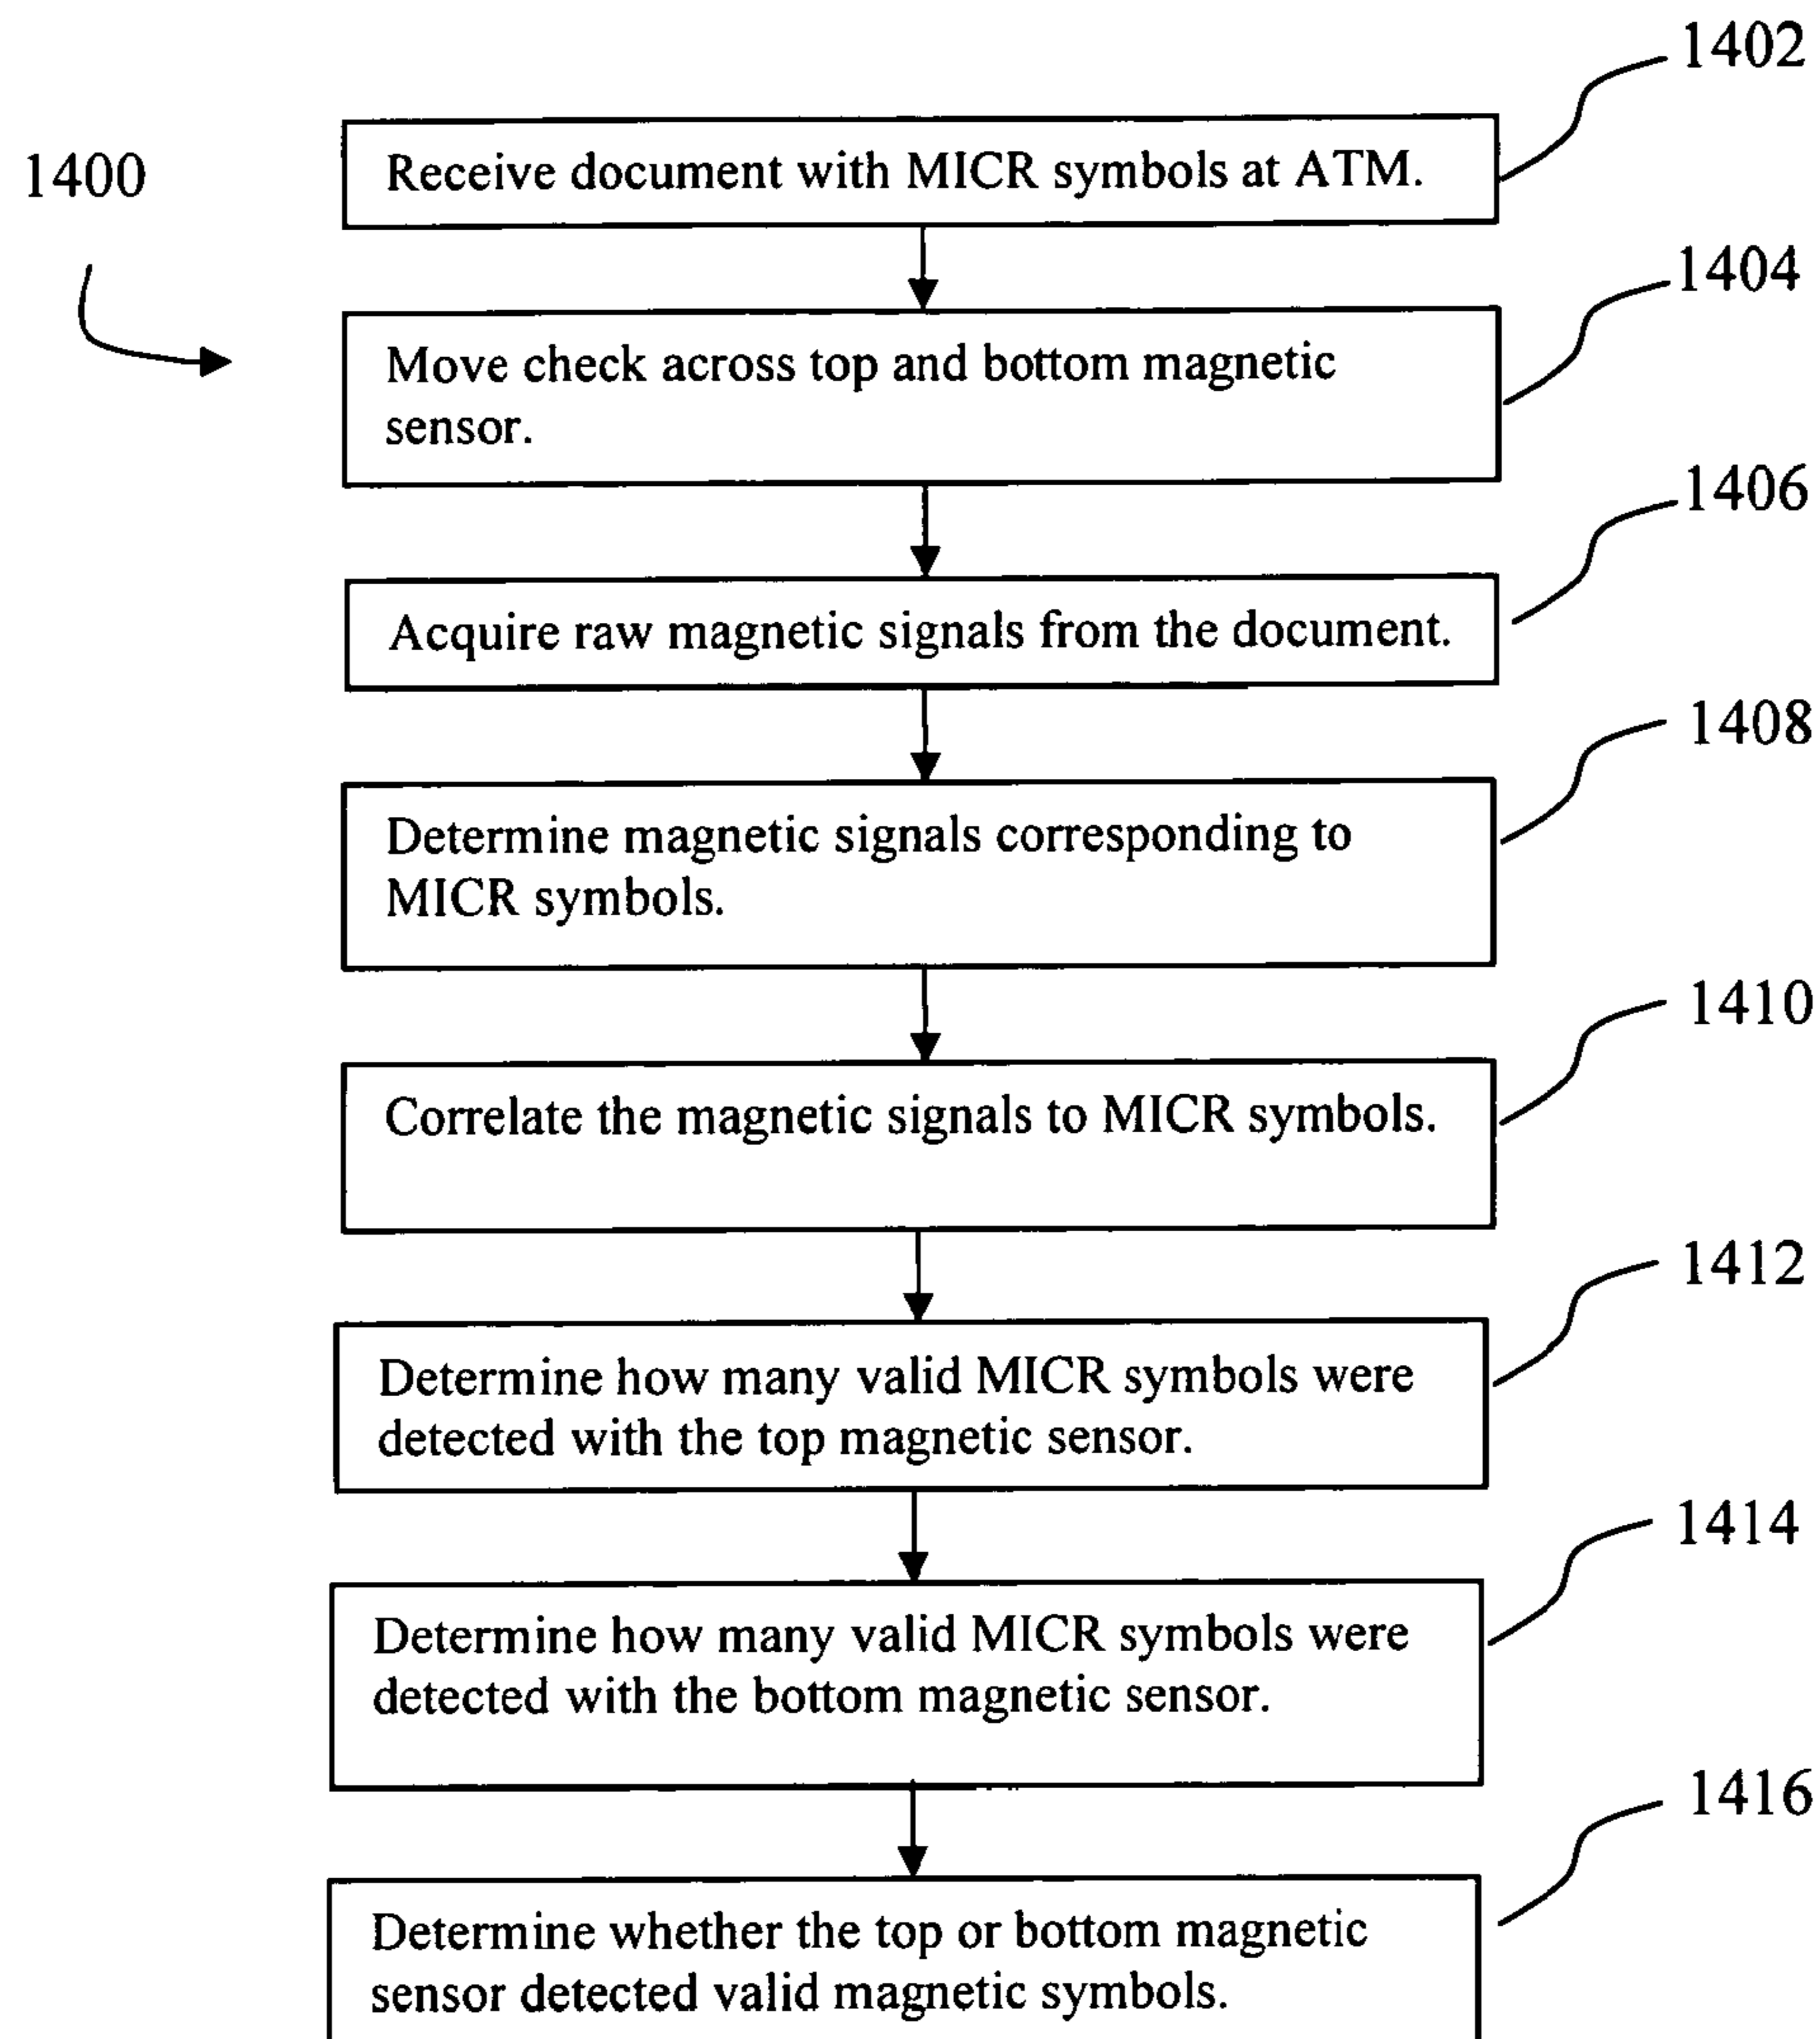 1402
1400
Receive document with MICR symbols at ATM.
1404
Move check across top and bottom magnetic
sensor.
1406
Acquire raw magnetic signals from the document.
1408
Determine magnetic signals corresponding to
MICR symbols.
1410
Correlate the magnetic signals to MICR symbols.
1412
Determine how many valid MICR symbols were
detected with the top magnetic sensor.
1414
Determine how many valid MICR symbols were
detected with the bottom magnetic sensor.
1416
Determine whether the top or bottom magnetic
sensor detected valid magnetic symbols.